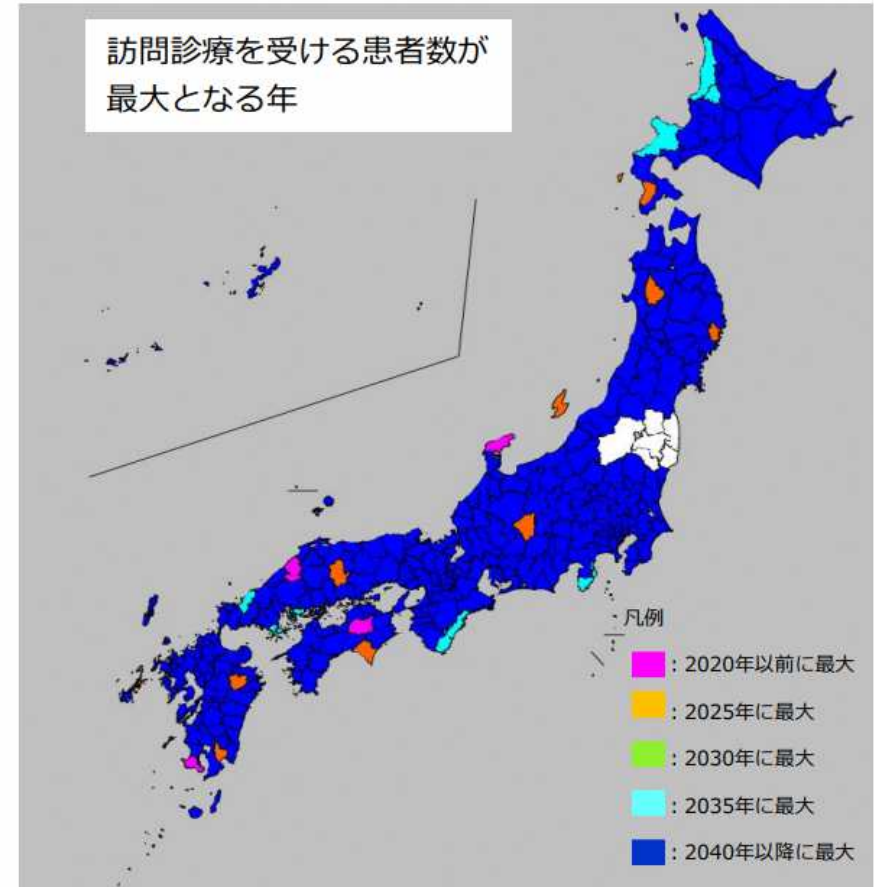 訪問診療を受ける患者数が
最大となる年
凡例
：2020年以前に最大
：2025年に最大
：2030年に最大
：2035年に最大
：2040年以降に最大